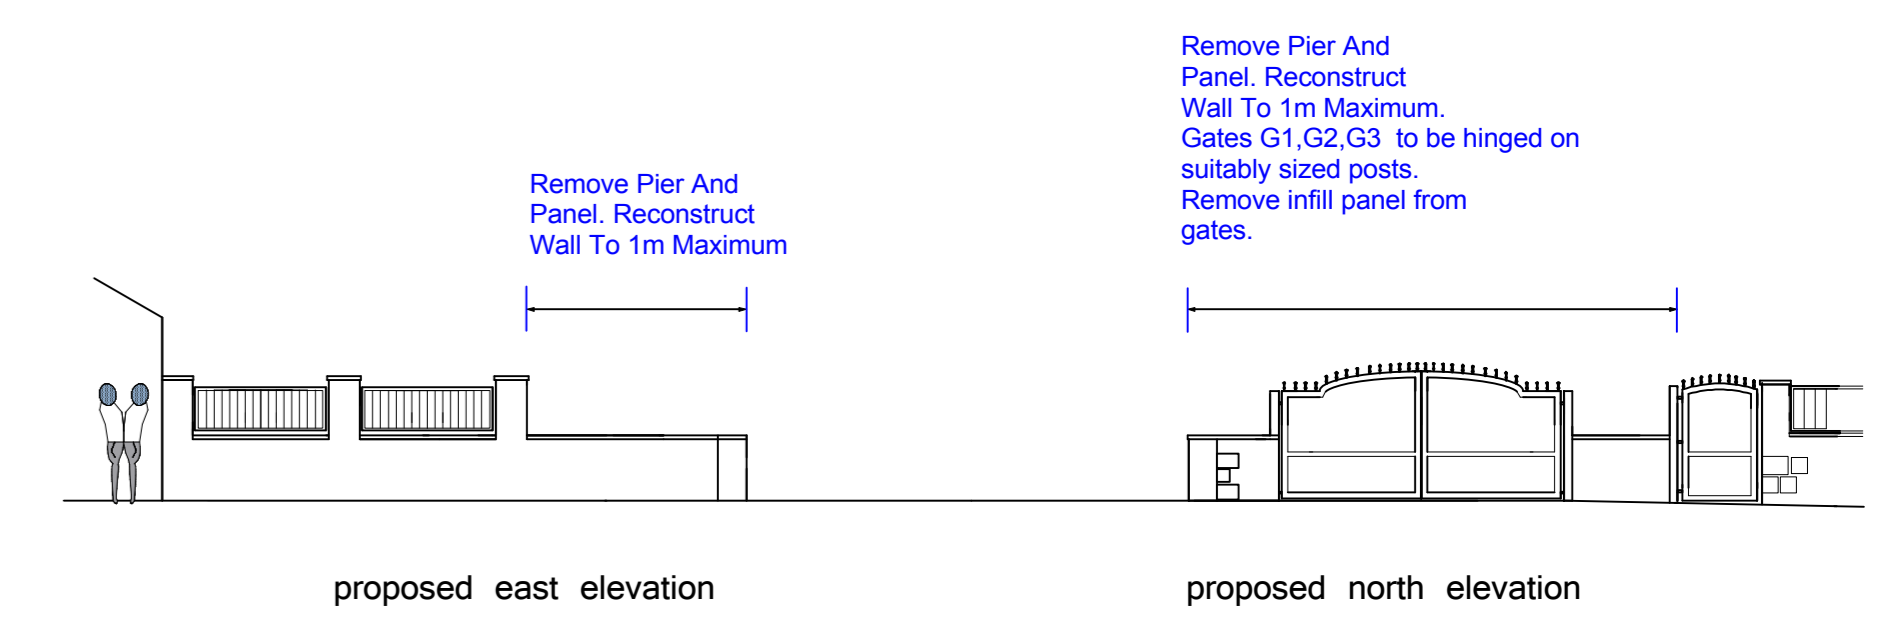 Remove Pier And
Panel. Reconstruct
Wall To 1m Maximum
Remove Pier And
Panel. Reconstruct
Wall To 1m Maximum.
Gates G1,G2,G3 to be hinged on
suitably sized posts.
Remove infill panel from
gates.
proposed east elevation
proposed north elevation